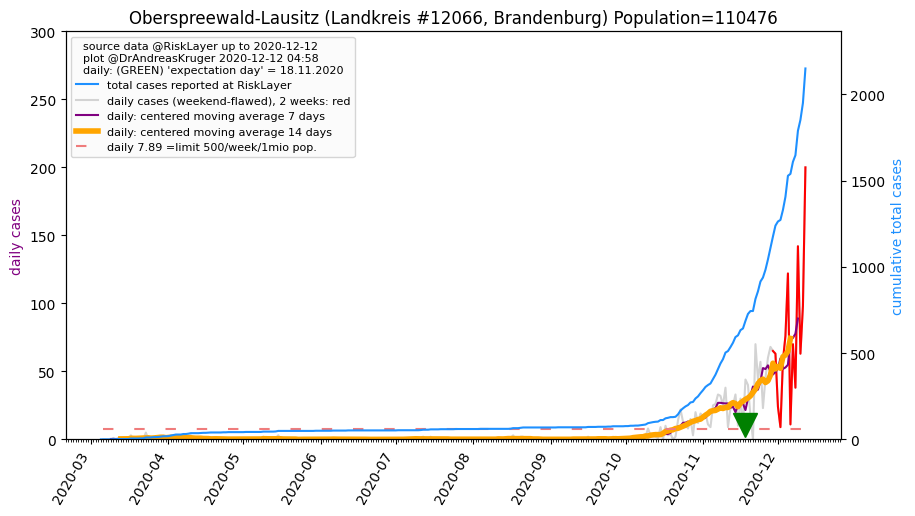 Oberspreewald-Lausitz (Landkreis #12066, Brandenburg) Population=110476
source data @RiskLayer up to 2020-12-12
plot @DrAndreasKruger 2020-12-12 04:58
daily: (GREEN) 'expectation day' = 18.11.2020
total cases reported at RiskLayer
daily cases (weekend-flawed), 2 weeks: red
daily: centered moving average 7 days
daily: centered moving average 14 days
daily 7.89 =limit 500/week/1mio pop.
daily cases
300
250
200
150
100
50
0
cumulative total cases
2000
1500
1000
500
0
2020-03
2020-04
2020-05
2020-06
2020-07
2020-08
2020-09
2020-10
2020-11
2020-12